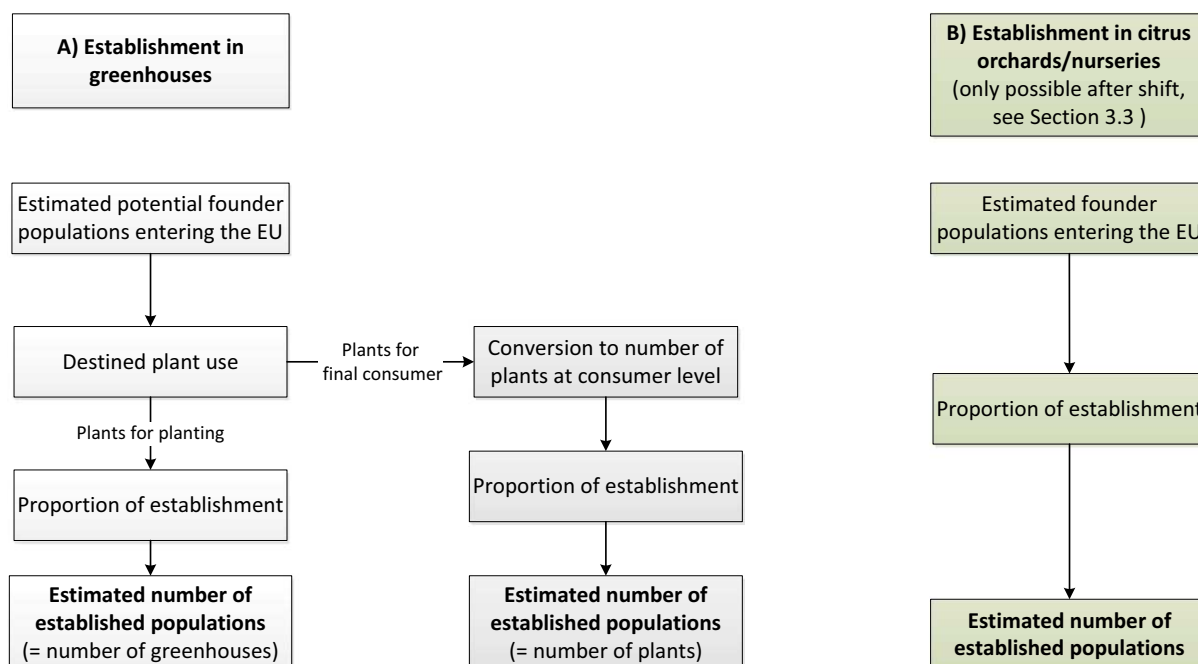 A) Establishment in
greenhouses
B) Establishment in citrus
orchards/nurseries
(only possible after shift,
see Section 3.3 )
Estimated potential founder
populations entering the EU
Estimated founder
populations entering the EU
Destined plant use
Plants for
final consumer
Conversion to number of
plants at consumer level
Plants for planting
Proportion of establishment
Proportion of establishment
Proportion of establishment
Estimated number of
established populations
(= number of greenhouses)
Estimated number of
established populations
(= number of plants)
Estimated number of
established populations